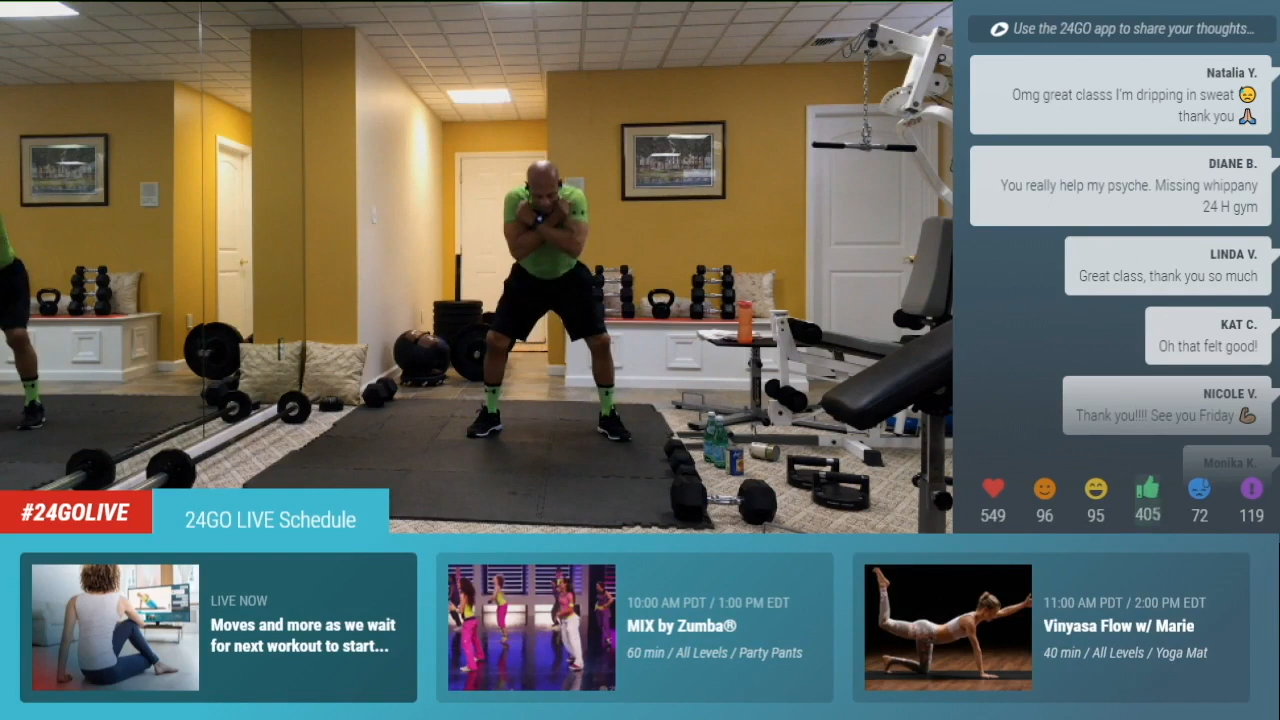 Use the 24GO app to share your thoughts...
Natalia Y.
Omg great classs I'm dripping in sweat 😥
thank you 🙏
DIANE B.
You really help my psyche. Missing whippany
24 H gym
LINDA V.
Great class, thank you so much
KAT C.
Oh that felt good!
NICOLE V.
Thank you!!!! See you Friday 💪
Monika K.
549
96
95
405
72
119
#24GOLIVE
24GO LIVE Schedule
LIVE NOW
Moves and more as we wait
for next workout to start...
10:00 AM PDT / 1:00 PM EDT
MIX by Zumba®
60 min / All Levels / Party Pants
11:00 AM PDT / 2:00 PM EDT
Vinyasa Flow w/ Marie
40 min / All Levels / Yoga Mat